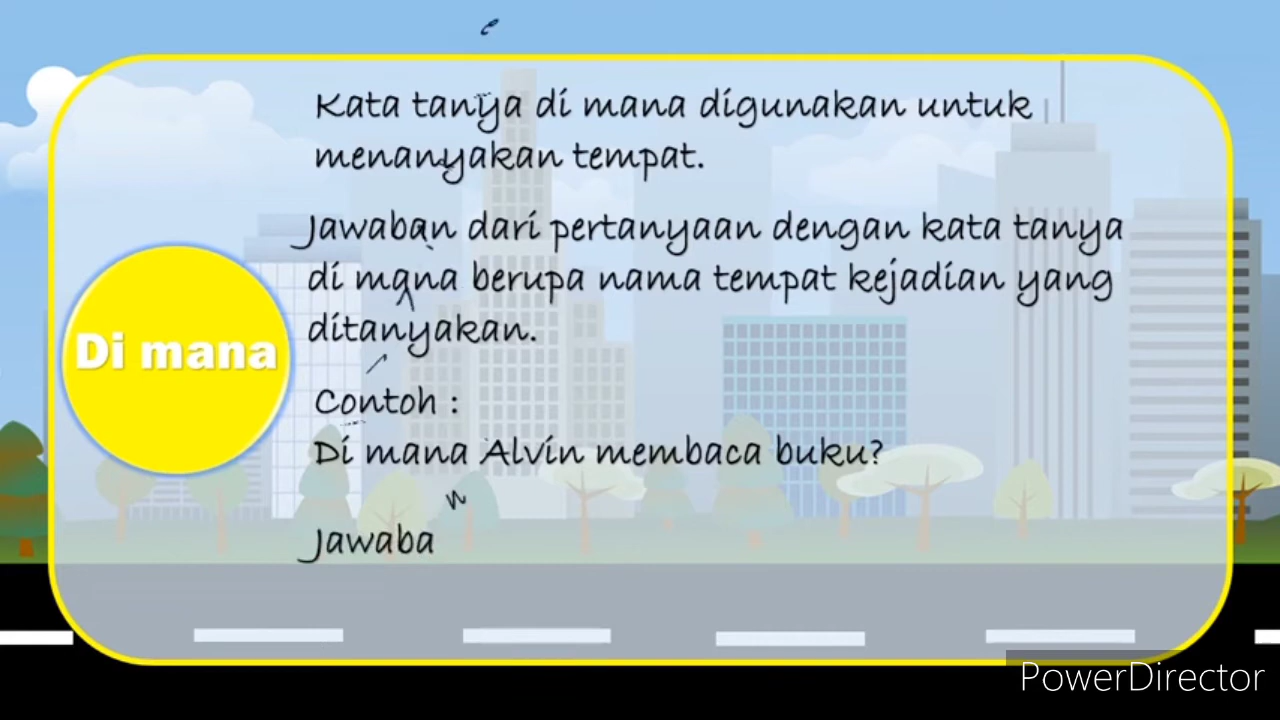 Kata tanya di mana digunakan untuk
menanyakan tempat.
Jawaban dari pertanyaan dengan kata tanya
di mana berupa nama tempat kejadian yang
ditanyakan.
Di mana
Contoh :
Di mana Alvin membaca buku?
Jawaba
PowerDirector